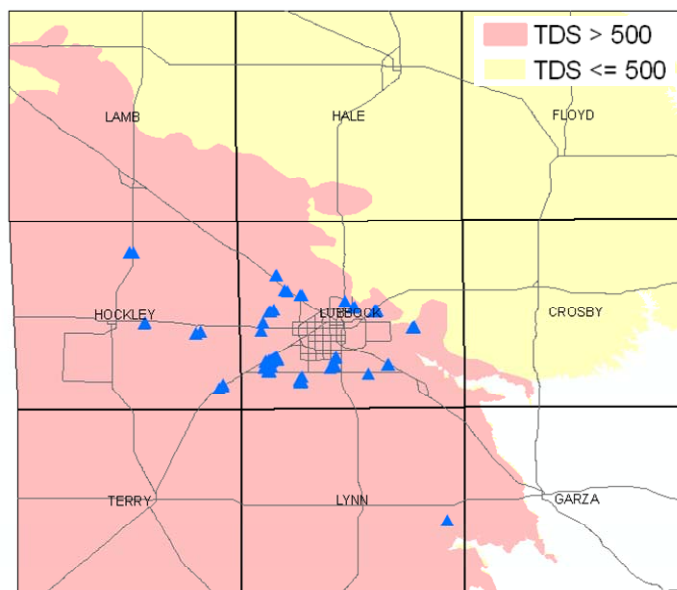 TDS > 500
TDS <= 500
LAMB
HALE
FLOYD
HOCKLEY
LUBBOCK
CROSBY
TERRY
LYNN
GARZA